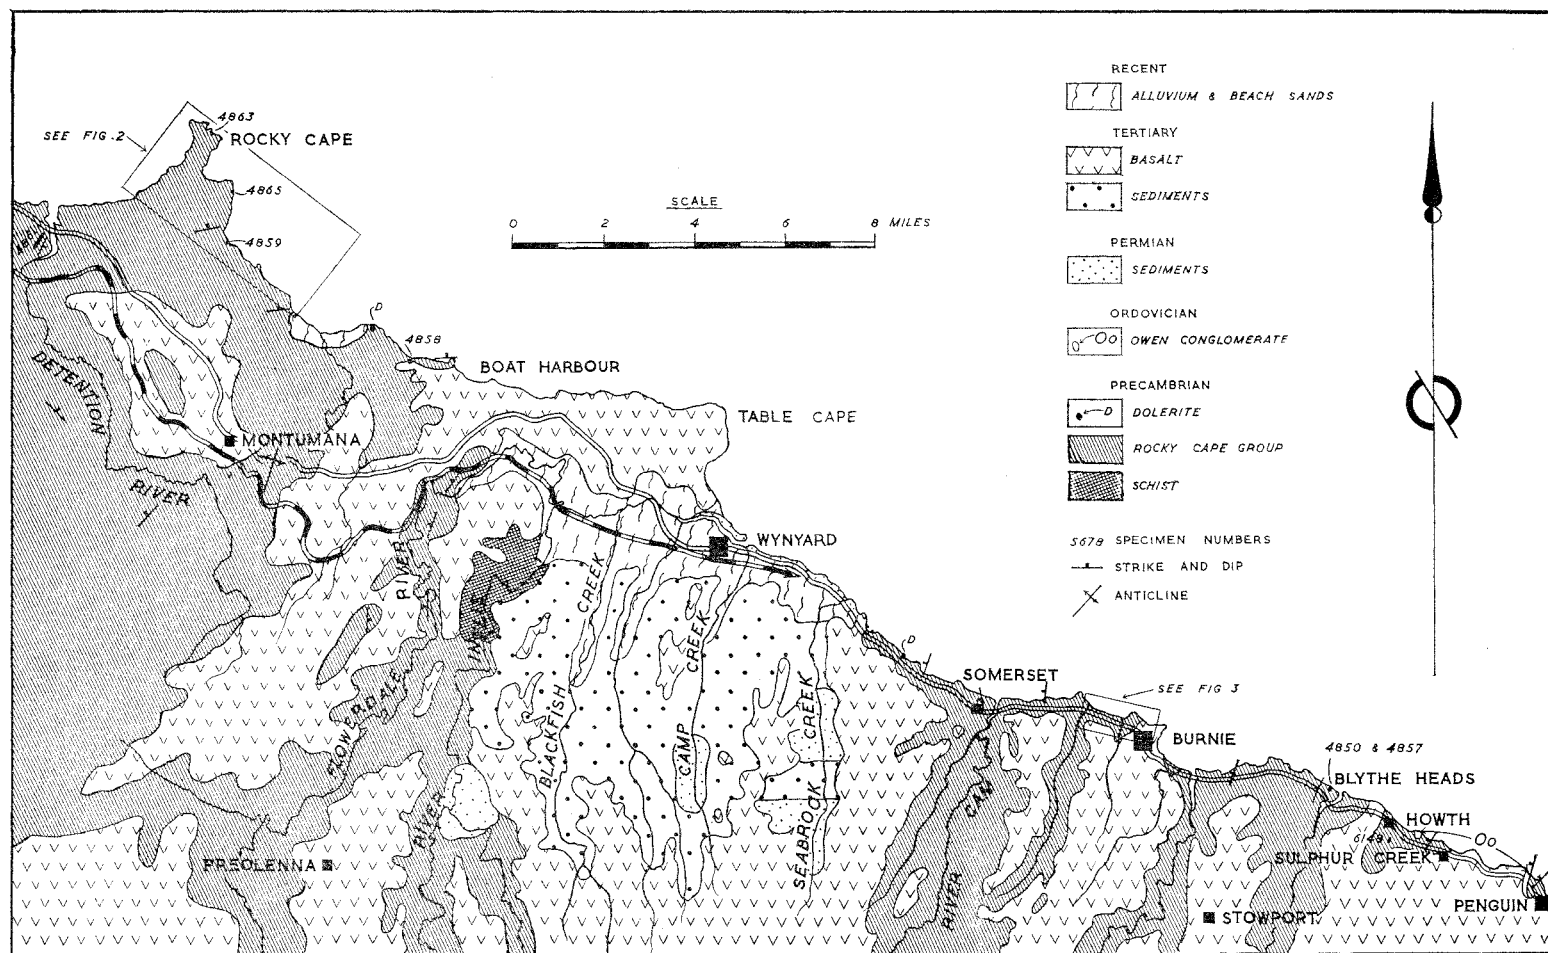 RECENT
ALLUVIUM & BEACH SANDS
TERTIARY
BASALT
SEDIMENTS
PERMIAN
SEDIMENTS
ORDOVICIAN
Oo OWEN CONGLOMERATE
PRECAMBRIAN
D DOLERITE
ROCKY CAPE GROUP
SCHIST
5678 SPECIMEN NUMBERS
STRIKE AND DIP
ANTICLINE
SCALE
0 2 4 6 8 MILES
4863
SEE FIG.2
ROCKY CAPE
4865
4859
D
4858
BOAT HARBOUR
TABLE CAPE
DETENTION
RIVER
MONTUMANA
WYNYARD
RIVER
FLOWERDALE
RIVER
BLACKFISH
CREEK
CAMP
CREEK
SEABROOK
CREEK
D
SOMERSET
SEE FIG 3
BURNIE
CAM
RIVER
4850 & 4857
BLYTHE HEADS
HOWTH
Oo
SULPHUR CREEK
PENGUIN
STOWPORT
PREOLENNA